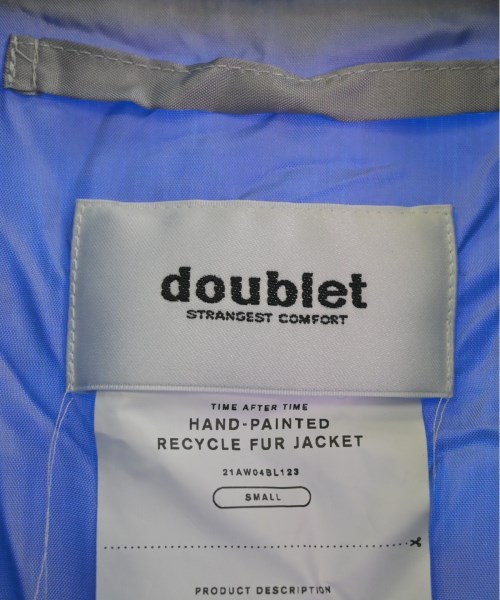 doublet
STRANGEST COMFORT
TIME AFTER TIME
HAND-PAINTED
RECYCLE FUR JACKET
21AW04BL123
SMALL
PRODUCT DESCRIPTION